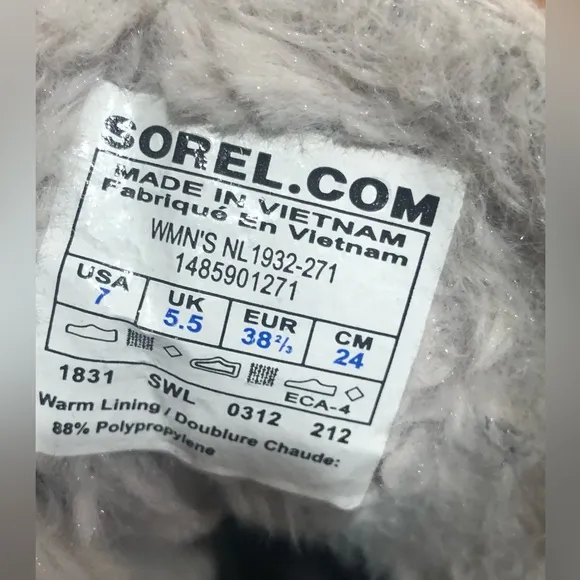 SOREL.COM
MADE IN VIETNAM
Fabriqué En Vietnam
WMN'S NL1932-271
1485901271
USA UK EUR CM
7 5.5 38²/₃ 24
ECA-4
1831 SWL 0312 212
Warm Lining / Doublure Chaude:
88% Polypropylene